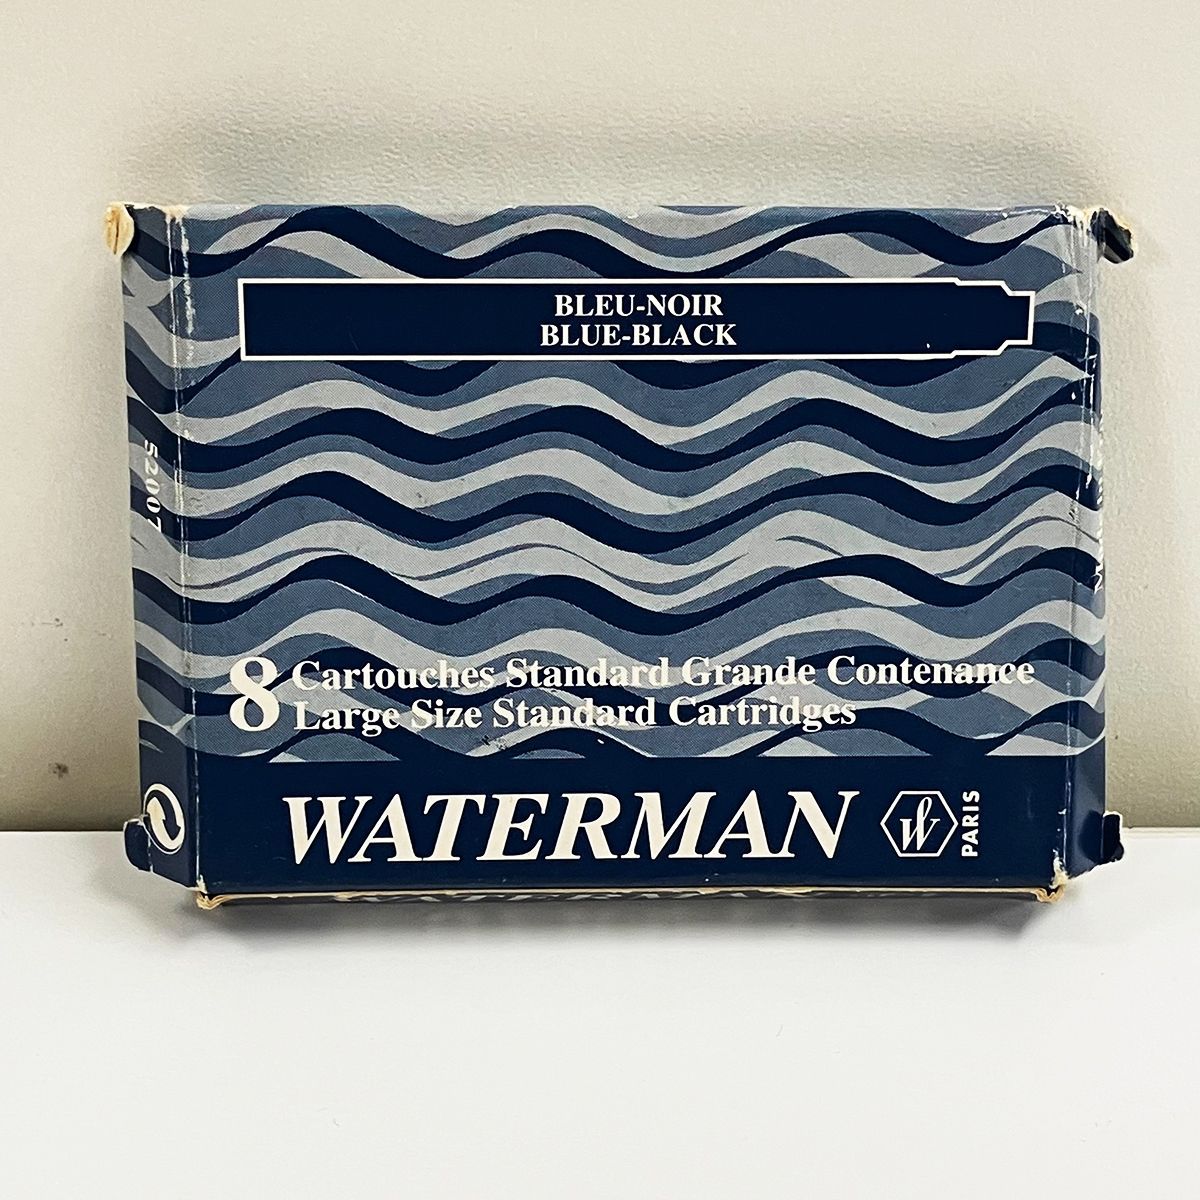 BLEU-NOIR
BLUE-BLACK
52007
8 Cartouches Standard Grande Contenance
Large Size Standard Cartridges
WATERMAN
PARIS